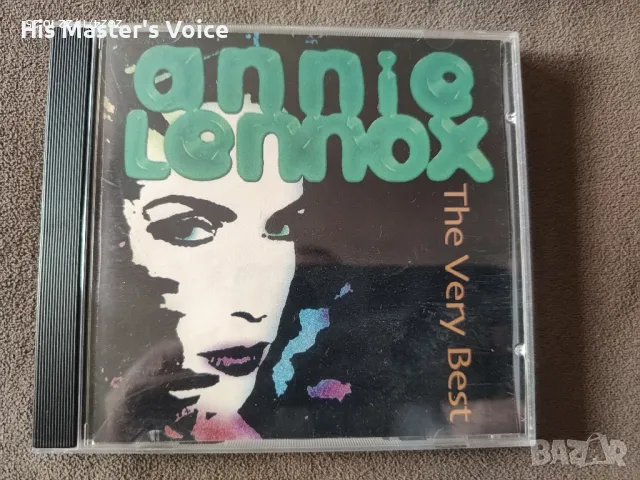 His Master's Voice
annie
Lennox
The Very Best
BAZAR